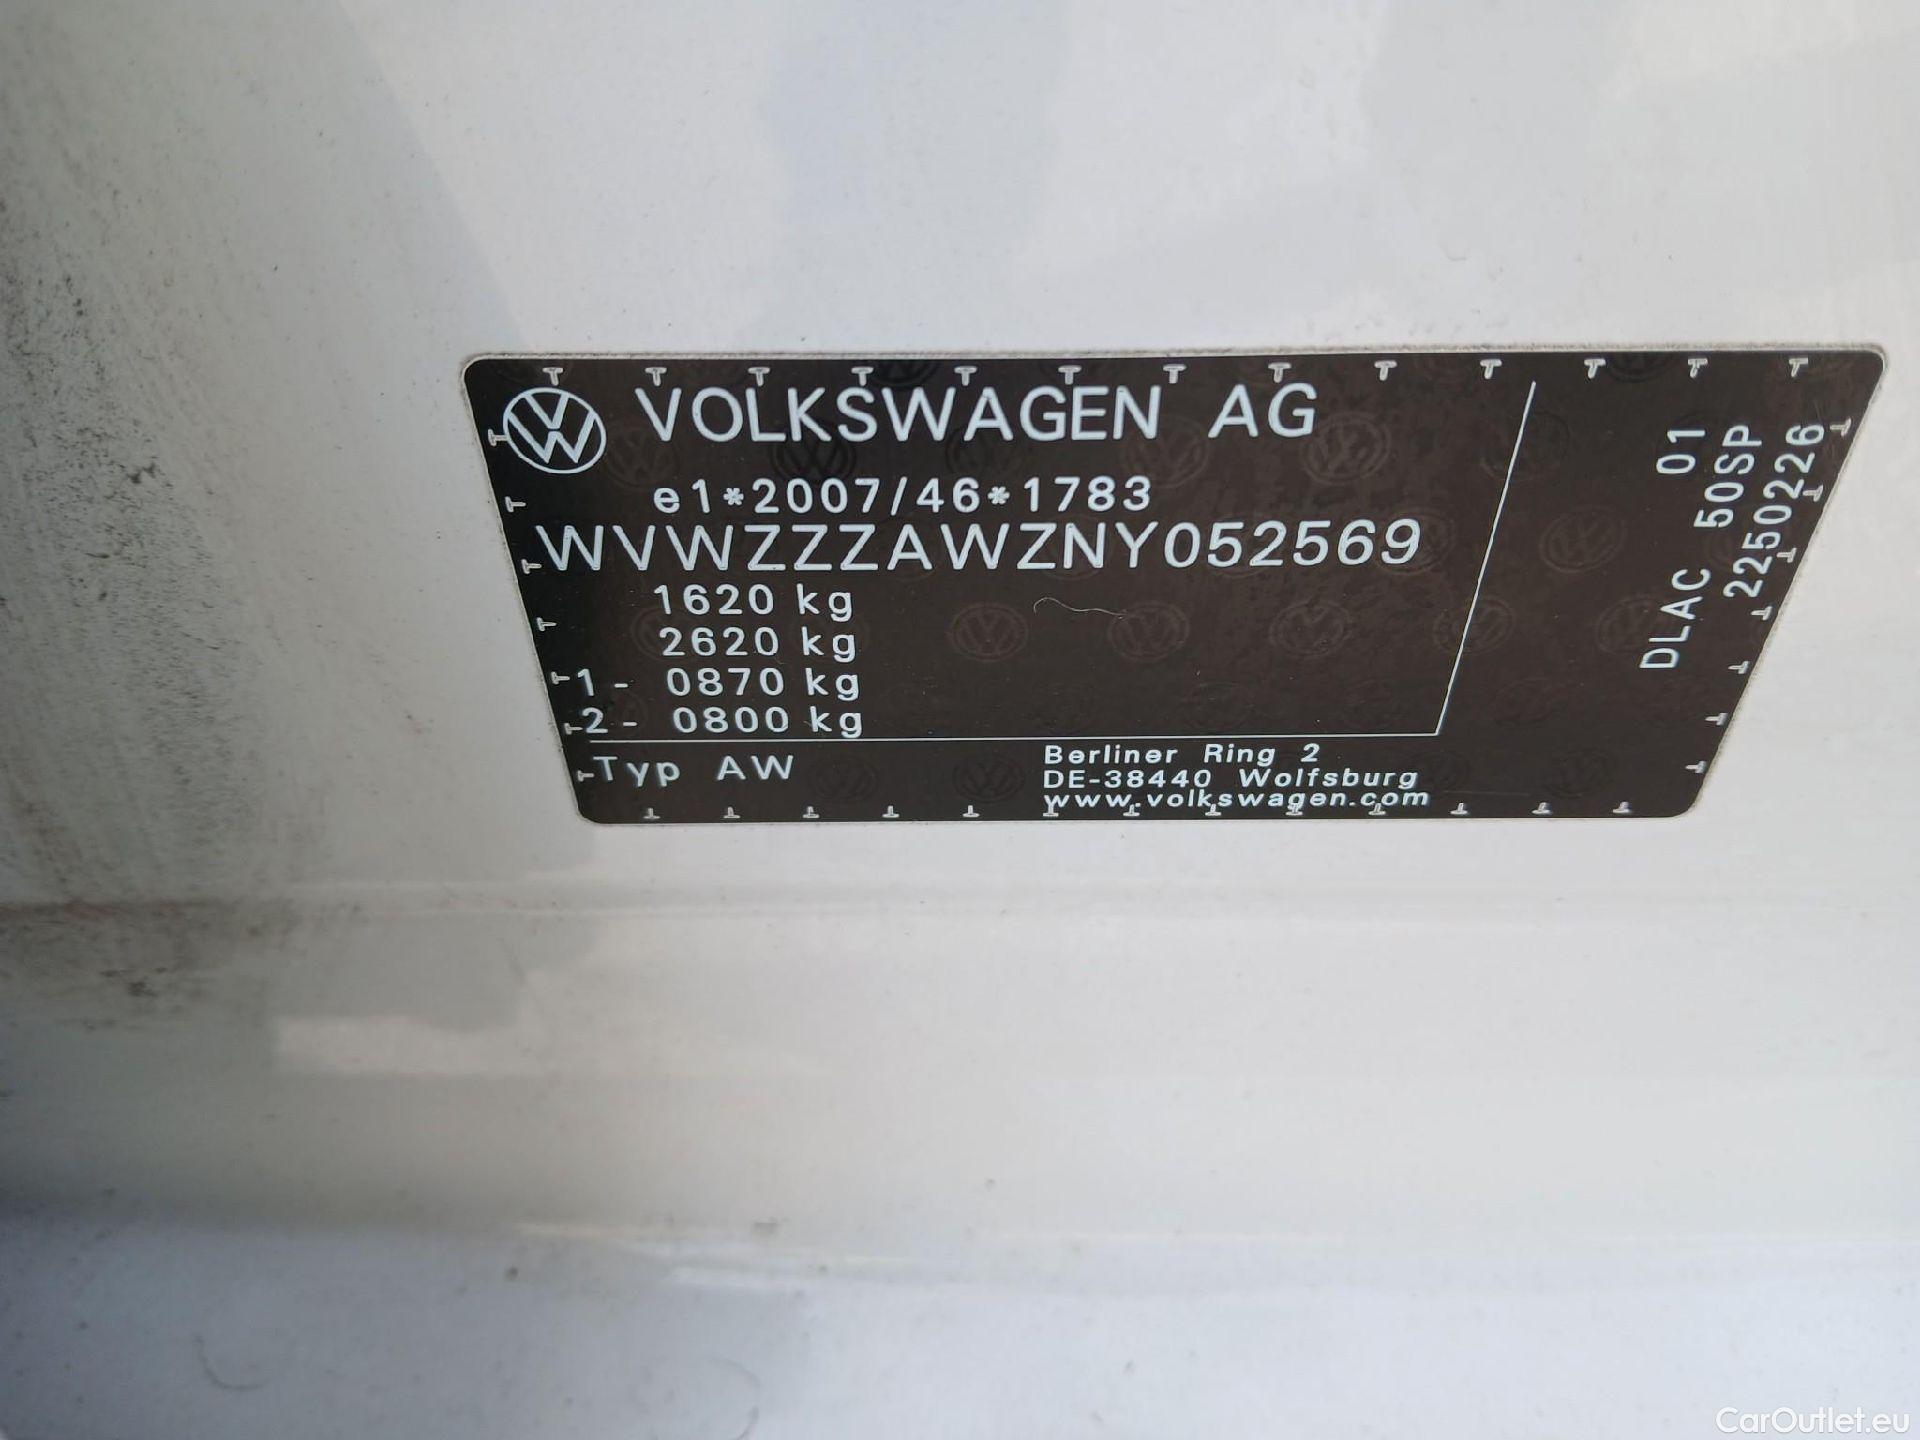 VOLKSWAGEN AG
e1*2007/46*1783
WVWZZZAWZNY052569
1620 kg
2620 kg
1- 0870 kg
2- 0800 kg
Typ AW
Berliner Ring 2
DE-38440 Wolfsburg
www.volkswagen.com
01
DLAC 50SP
2250226
CarOutlet.eu